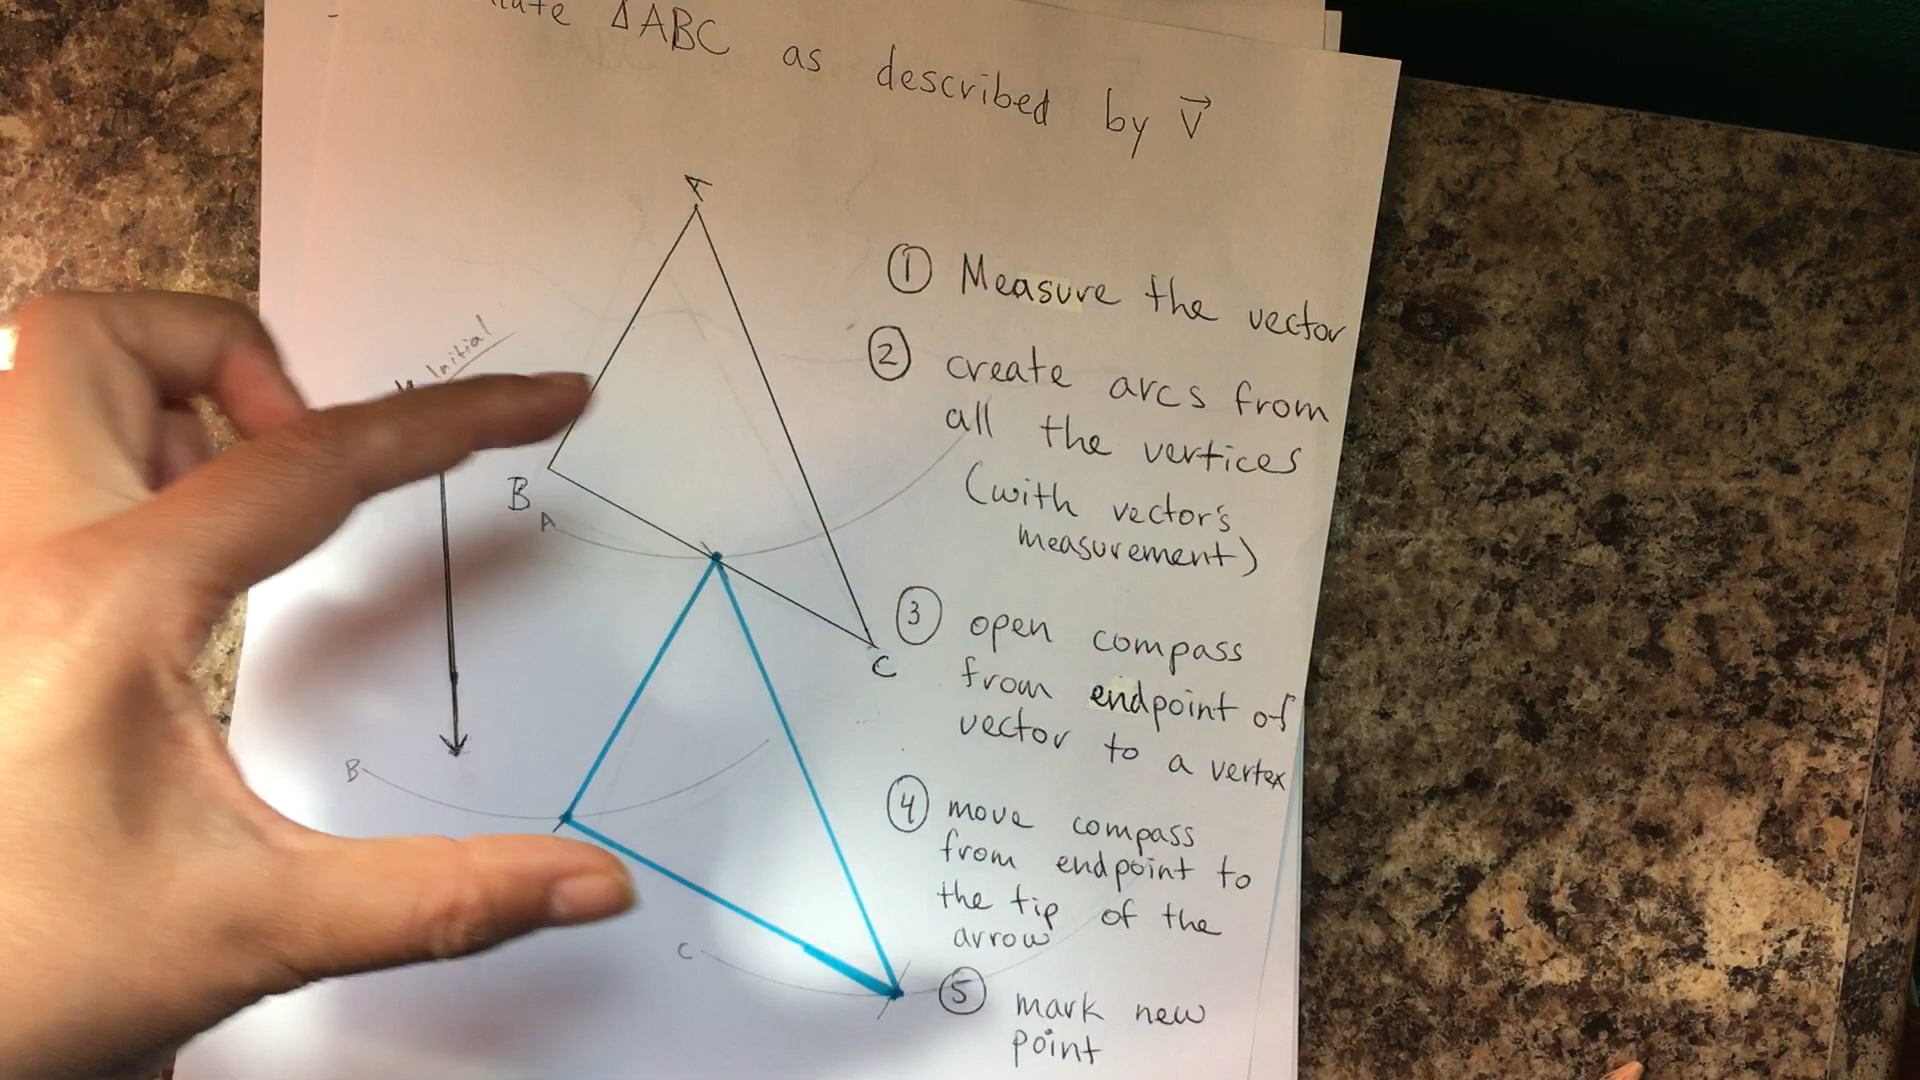 ΔABC as described by V⃗
A
① Measure the vector
Initial
② create arcs from
all the vertices
(with vector's
measurement)
B
A
③ open compass
from endpoint of
vector to a vertex
C
B
④ move compass
from endpoint to
the tip of the
arrow
C
⑤ mark new
point